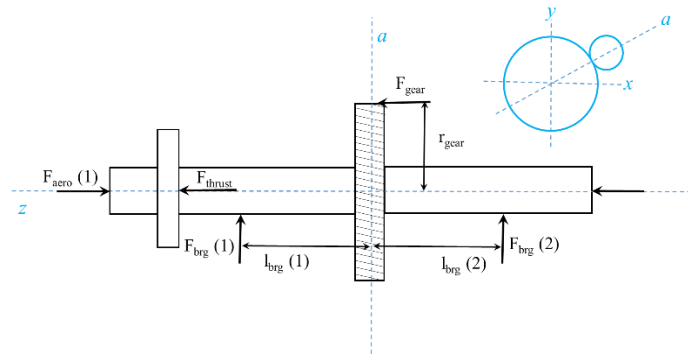 y
a
a
F_gear
x
r_gear
F_aero (1)
F_thrust
z
F_brg (1)
F_brg (2)
l_brg (1)
l_brg (2)